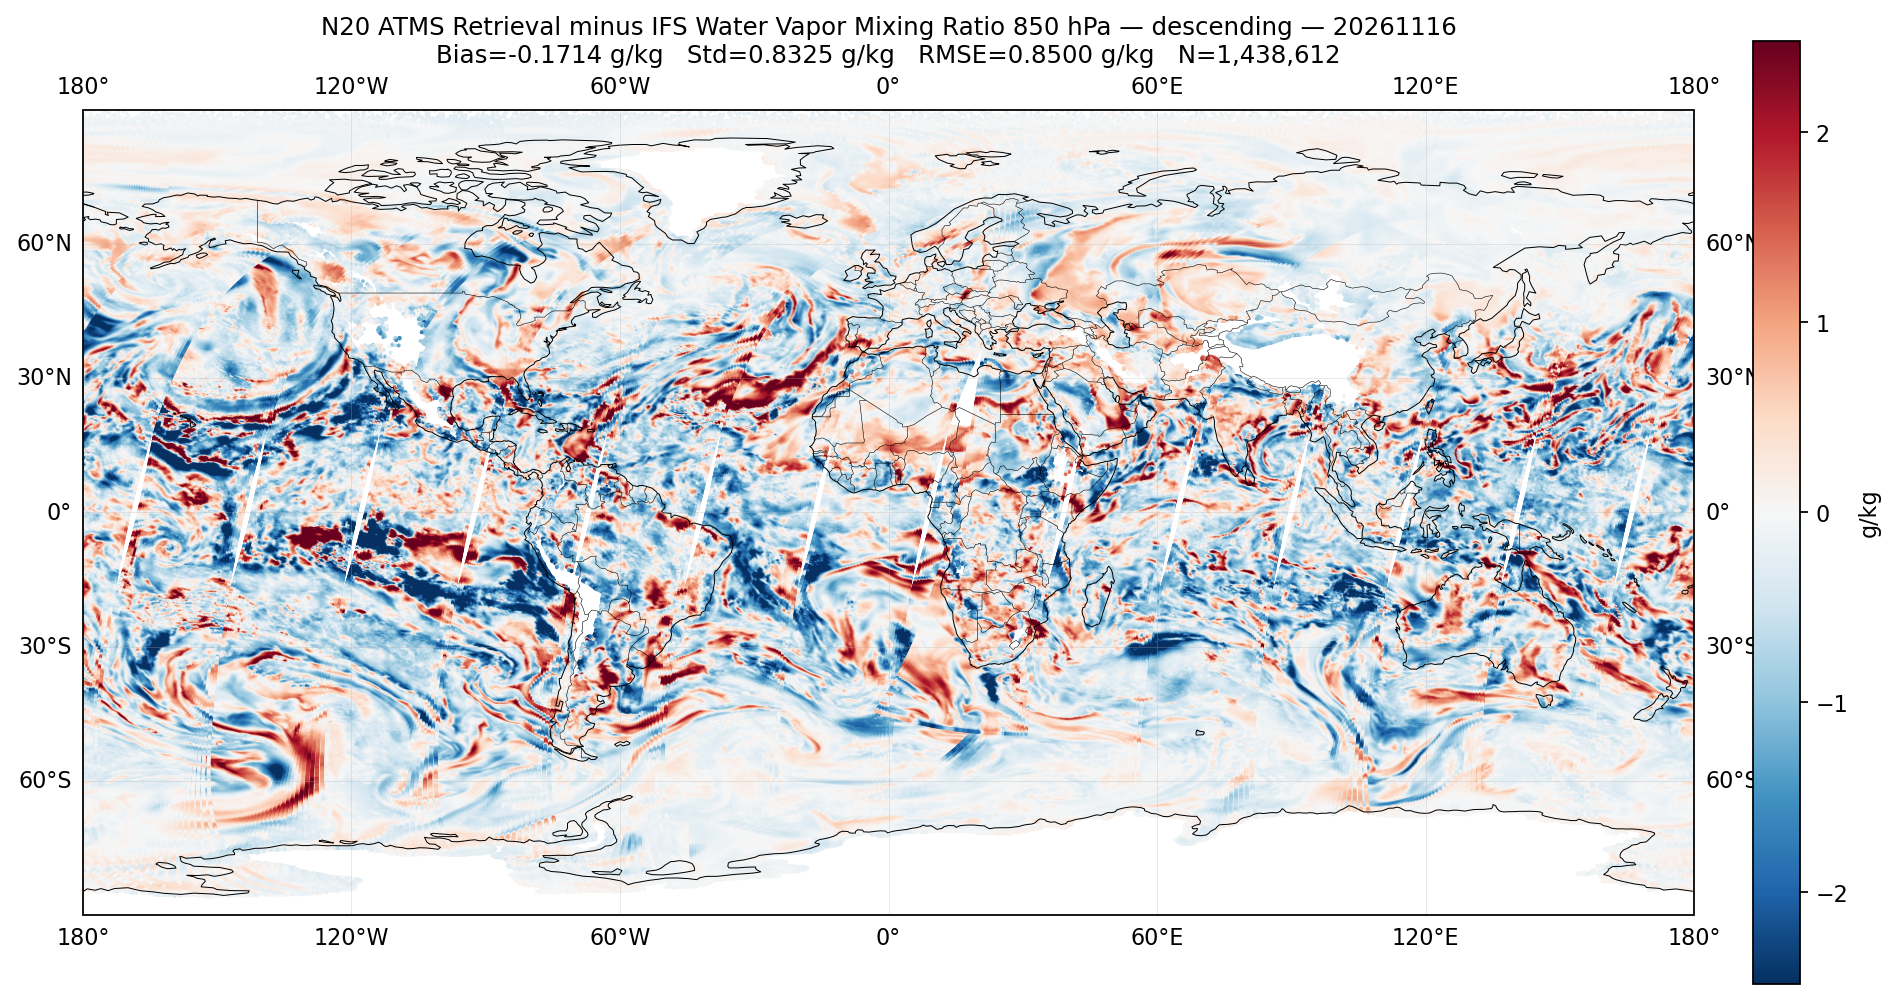 N20 ATMS Retrieval minus IFS Water Vapor Mixing Ratio 850 hPa — descending — 20261116
Bias=-0.1714 g/kg Std=0.8325 g/kg RMSE=0.8500 g/kg N=1,438,612
180° 120°W 60°W 0° 60°E 120°E 180°
60°N 60°N
30°N 30°N
0° 0°
30°S 30°S
60°S 60°S
180° 120°W 60°W 0° 60°E 120°E 180°
2
1
0
−1
−2
g/kg